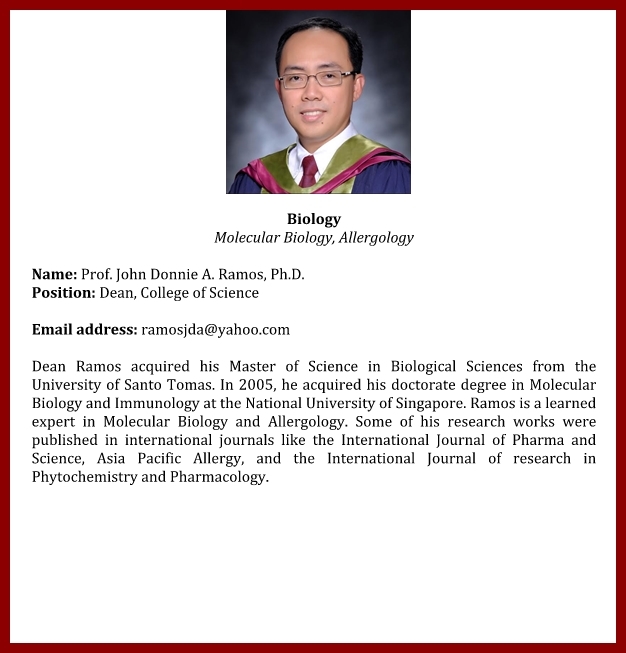 Biology
Molecular Biology, Allergology
Name: Prof. John Donnie A. Ramos, Ph.D.
Position: Dean, College of Science
Email address: ramosjda@yahoo.com
Dean Ramos acquired his Master of Science in Biological Sciences from the
University of Santo Tomas. In 2005, he acquired his doctorate degree in Molecular
Biology and Immunology at the National University of Singapore. Ramos is a learned
expert in Molecular Biology and Allergology. Some of his research works were
published in international journals like the International Journal of Pharma and
Science, Asia Pacific Allergy, and the International Journal of research in
Phytochemistry and Pharmacology.